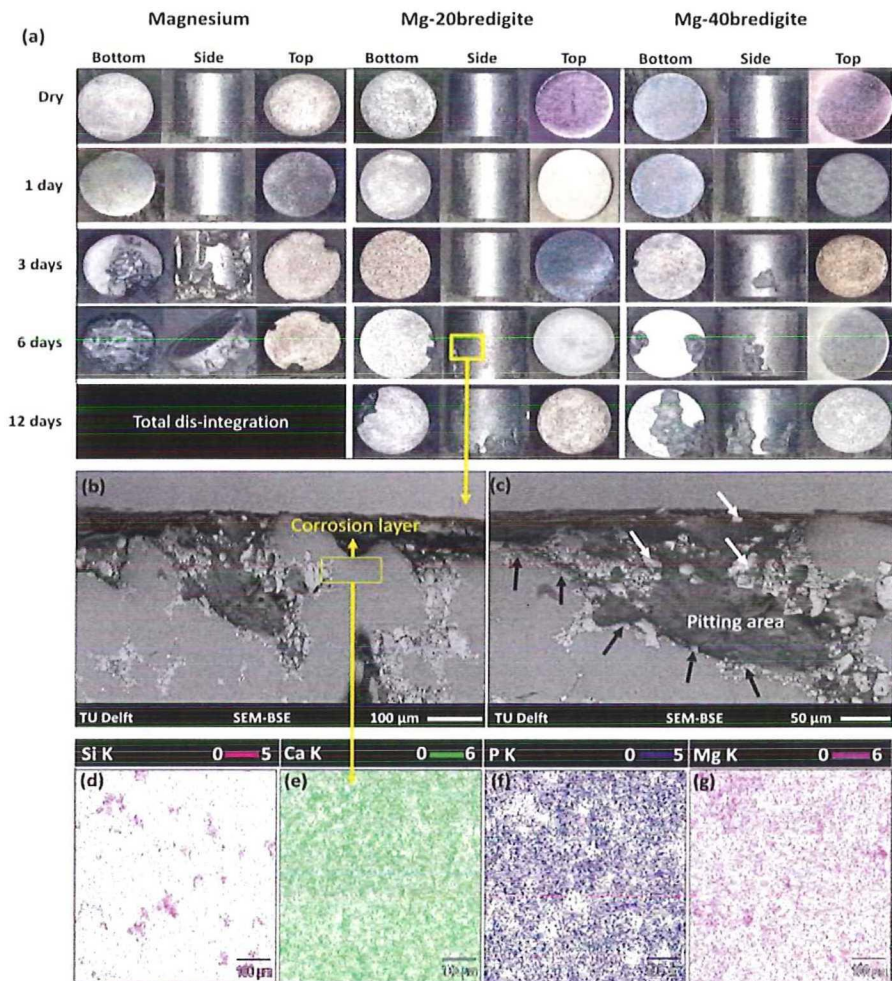 Magnesium Mg-20bredigite Mg-40bredigite
(a)
Bottom Side Top Bottom Side Top Bottom Side Top
Dry
1 day
3 days
6 days
12 days
Total dis-integration
(b)
Corrosion layer
TU Delft SEM-BSE 100 µm
(c)
Pitting area
TU Delft SEM-BSE 50 µm
Si K 0 5 Ca K 0 6 P K 0 5 Mg K 0 6
(d) (e) (f) (g)
100 µm